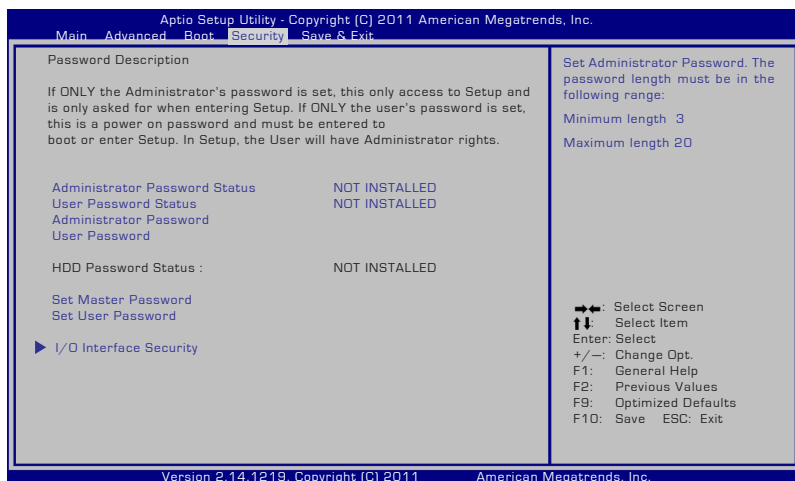 Aptio Setup Utility - Copyright (C) 2011 American Megatrends, Inc.
Main Advanced Boot Security Save & Exit
Password Description
If ONLY the Administrator's password is set, this only access to Setup and
is only asked for when entering Setup. If ONLY the user's password is set,
this is a power on password and must be entered to
boot or enter Setup. In Setup, the User will have Administrator rights.
Administrator Password Status NOT INSTALLED
User Password Status NOT INSTALLED
Administrator Password
User Password
HDD Password Status : NOT INSTALLED
Set Master Password
Set User Password
I/O Interface Security
Set Administrator Password. The
password length must be in the
following range:
Minimum length 3
Maximum length 20
→←: Select Screen
↑↓: Select Item
Enter: Select
+/—: Change Opt.
F1: General Help
F2: Previous Values
F9: Optimized Defaults
F10: Save ESC: Exit
Version 2.14.1219. Copyright (C) 2011 American Megatrends, Inc.